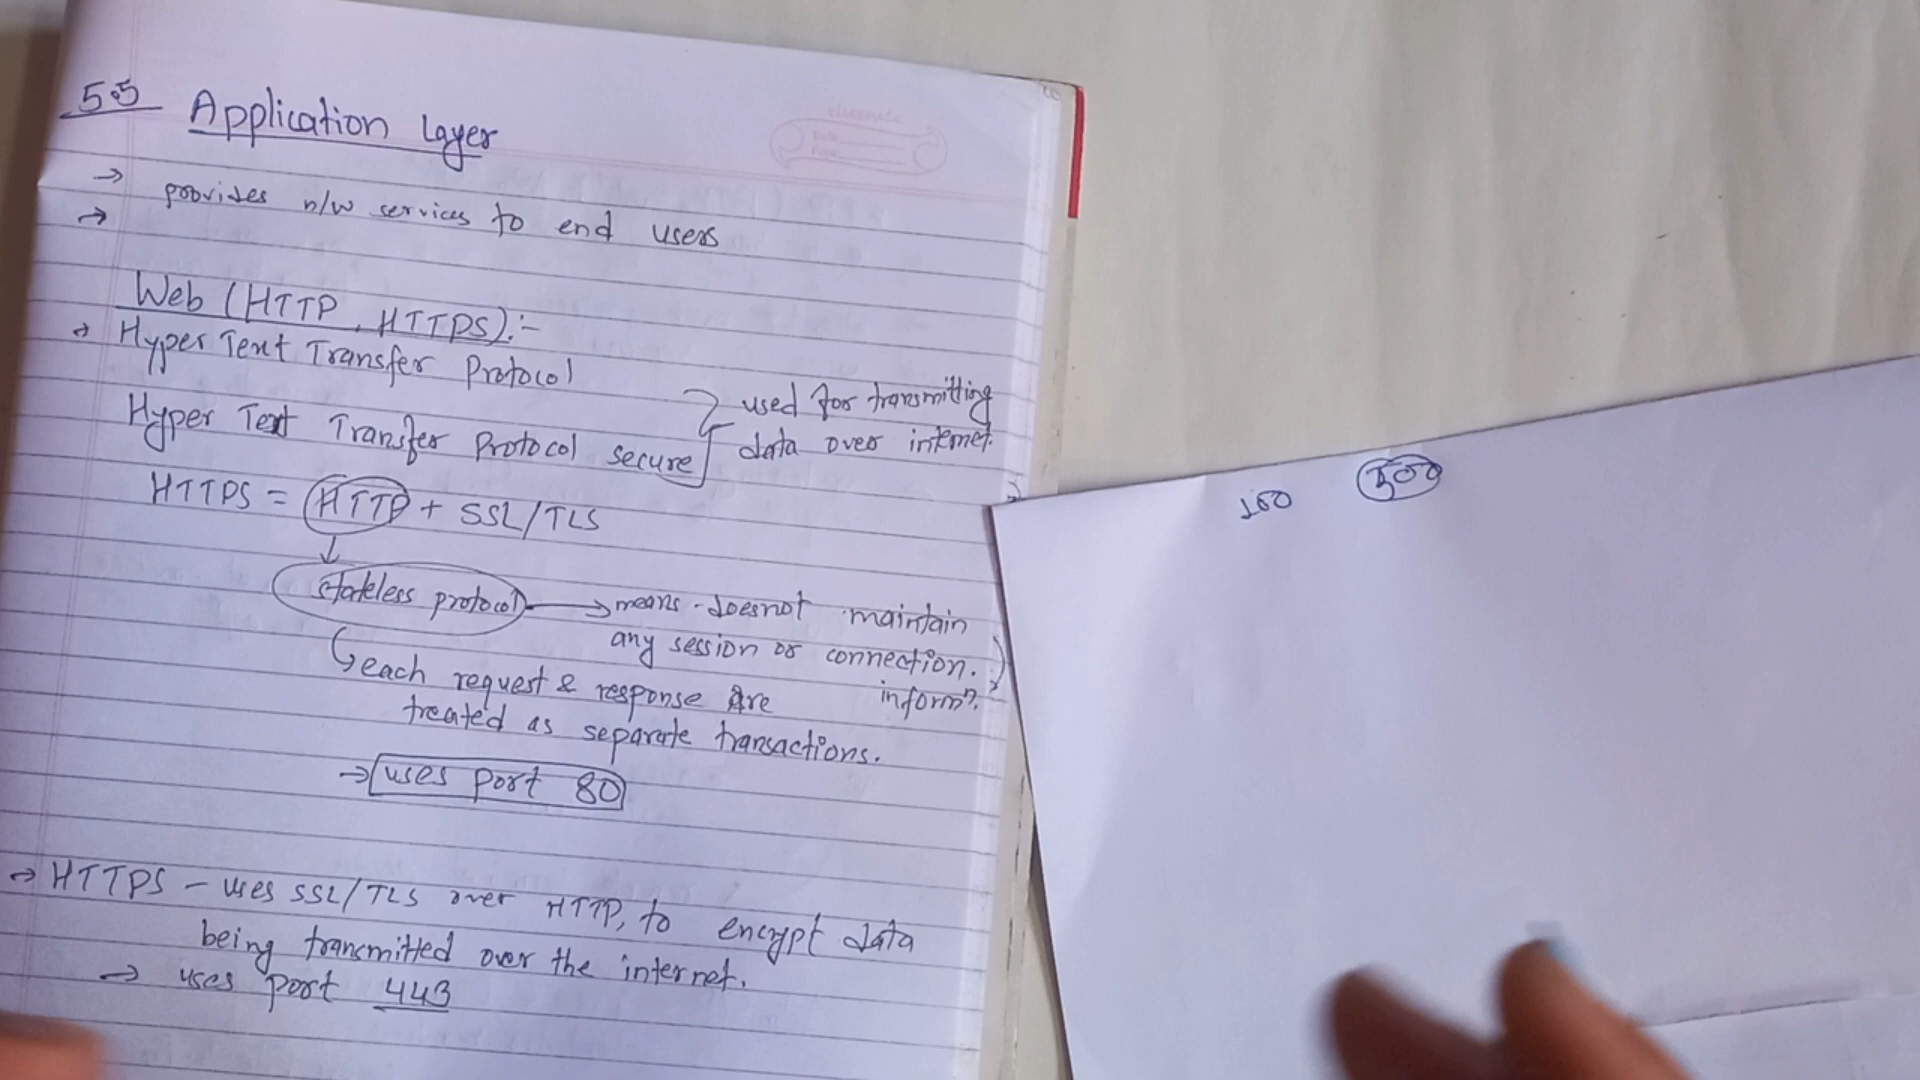 5.5 Application Layer
→ provides n/w services to end users
→
Web (HTTP, HTTPS):-
→ Hyper Text Transfer Protocol
Hyper Text Transfer Protocol secure
used for transmitting
data over internet.
HTTPS = HTTP + SSL/TLS
↓
stateless protocol → means - doesnot maintain
any session or connection.
inform?.
each request & response Are
treated as separate transactions.
→ uses port 80
→ HTTPS - uses SSL/TLS over HTTP, to encrypt data
being transmitted over the internet.
→ uses port 443